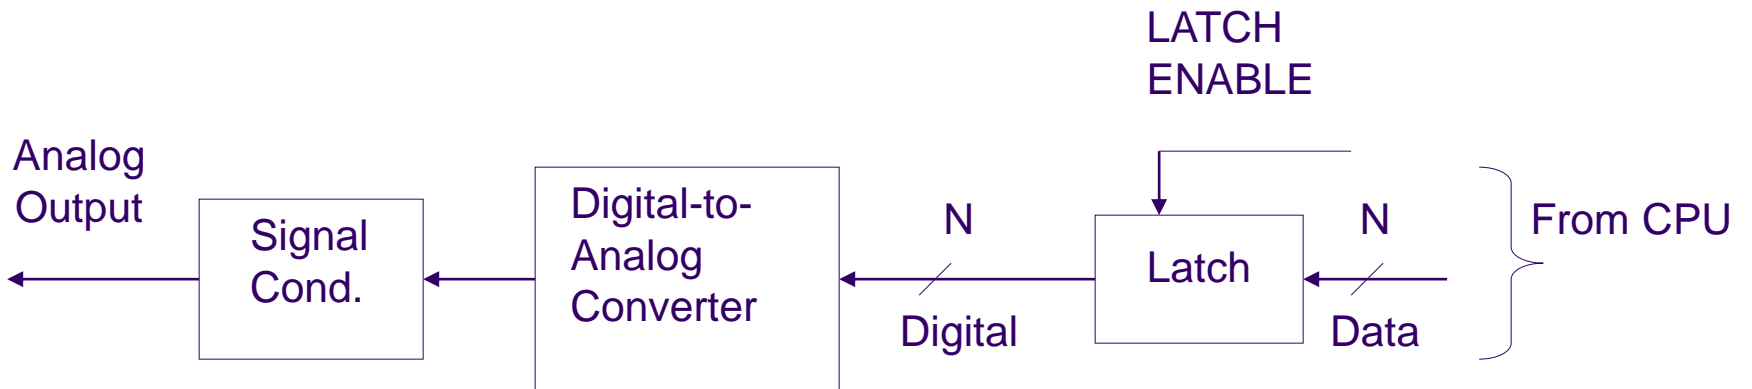 LATCH
ENABLE
Analog
Output
Signal
Cond.
Digital-to-
Analog
Converter
N
Digital
Latch
N
Data
From CPU